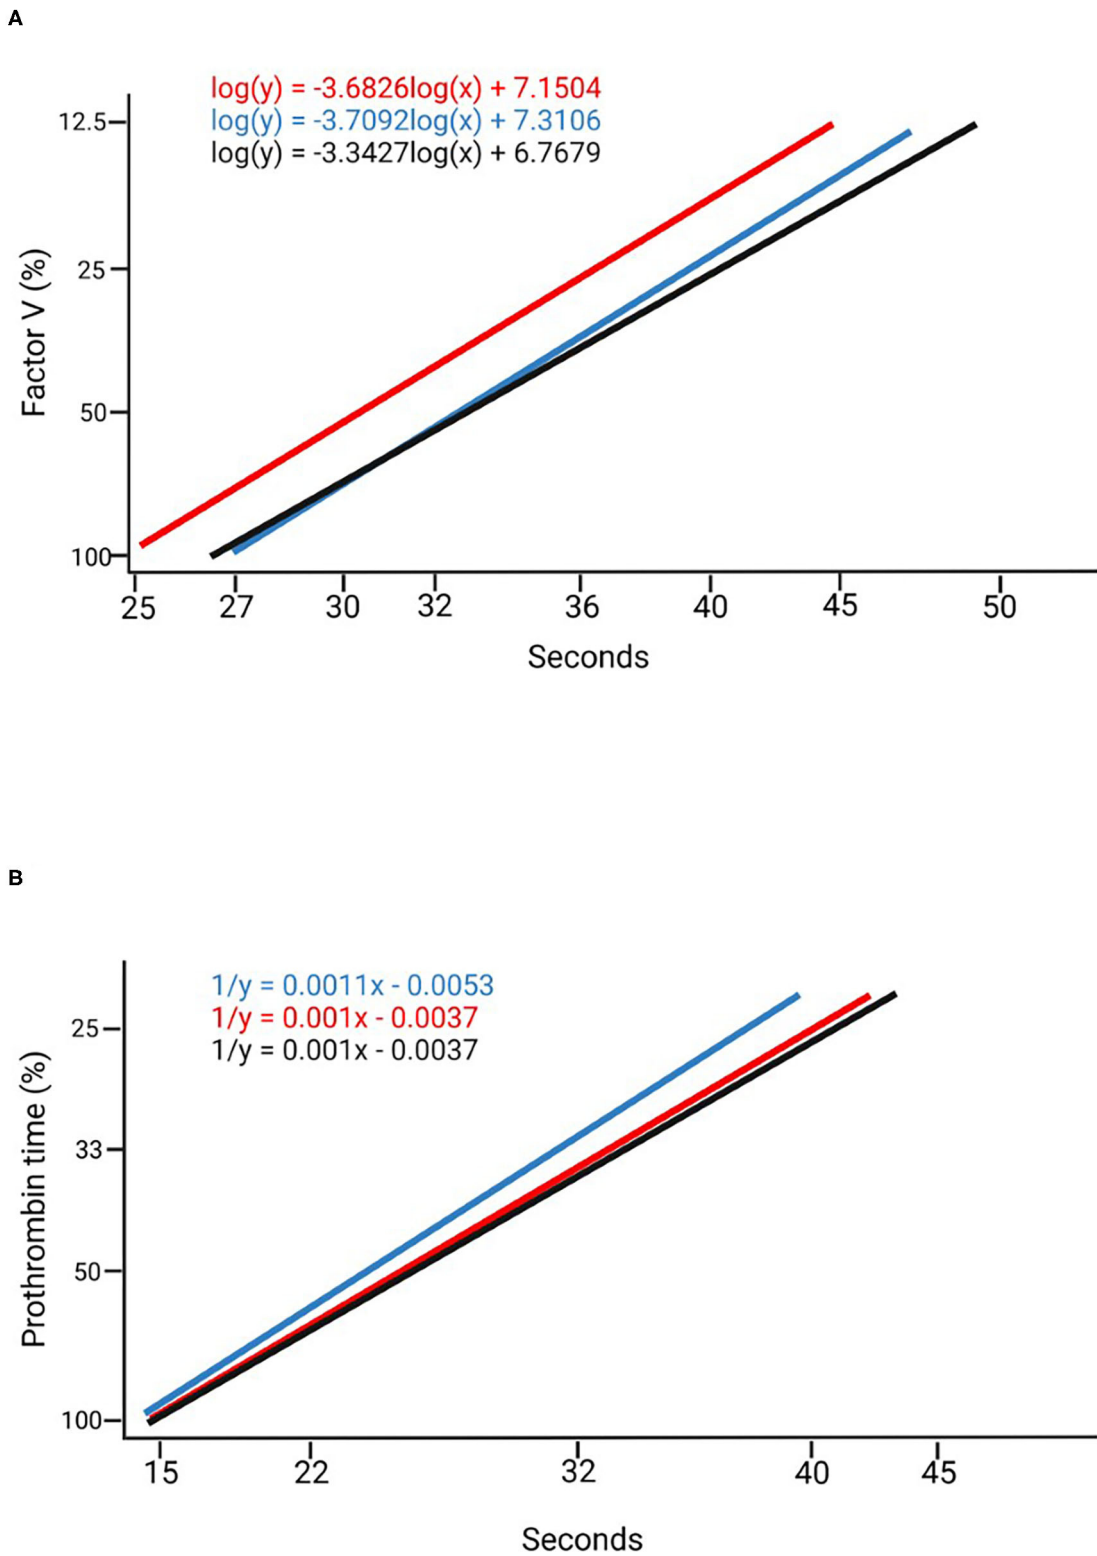 A
log(y) = -3.6826log(x) + 7.1504
log(y) = -3.7092log(x) + 7.3106
log(y) = -3.3427log(x) + 6.7679
Factor V (%)
12.5
25
50
100
25 27 30 32 36 40 45 50
Seconds
B
1/y = 0.0011x - 0.0053
1/y = 0.001x - 0.0037
1/y = 0.001x - 0.0037
Prothrombin time (%)
25
33
50
100
15 22 32 40 45
Seconds